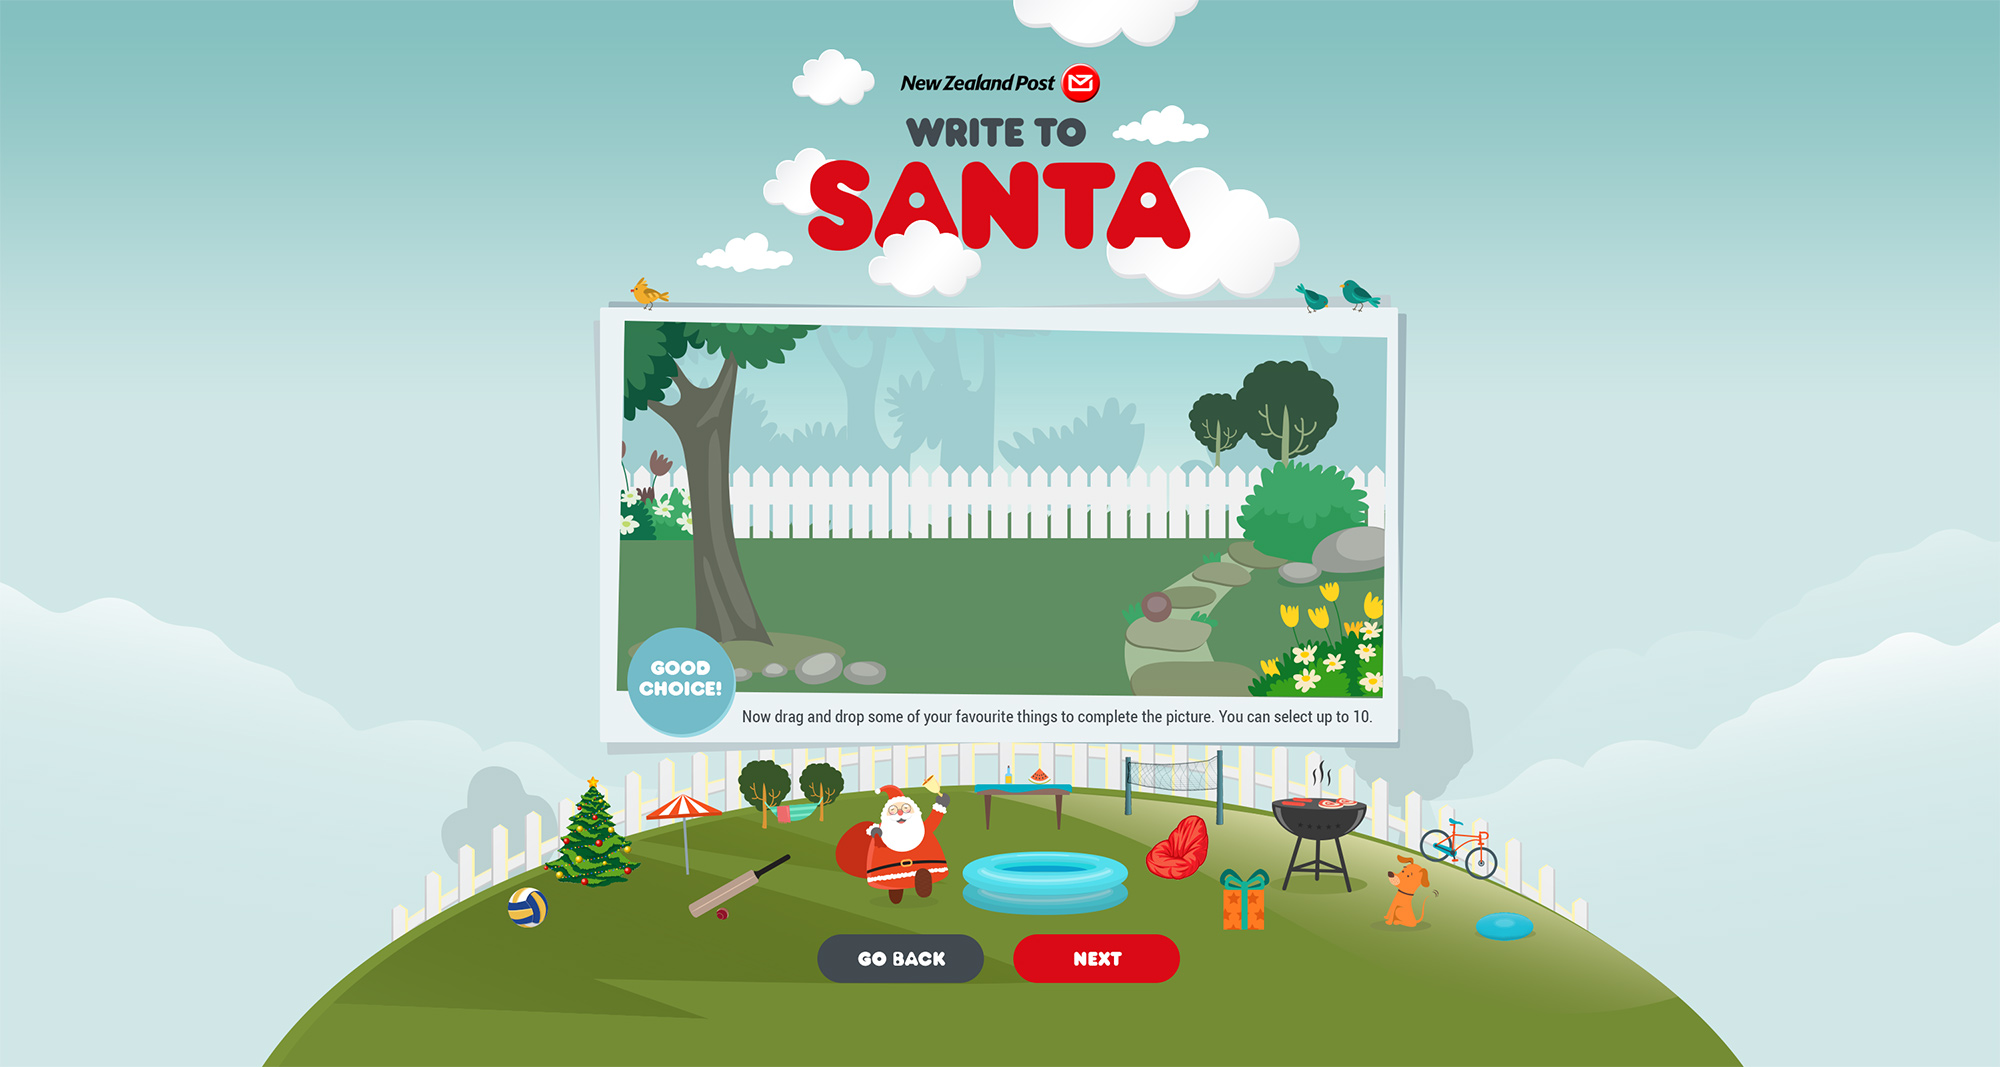 New Zealand Post
WRITE TO
SANTA
GOOD
CHOICE!
Now drag and drop some of your favourite things to complete the picture. You can select up to 10.
GO BACK
NEXT